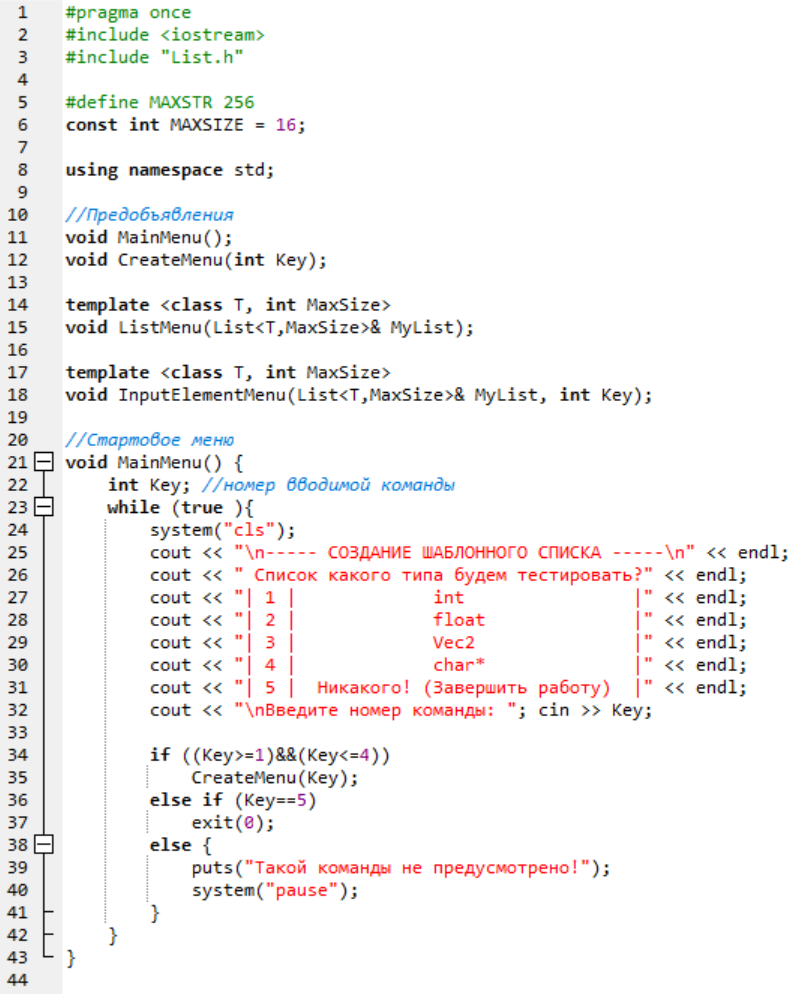 1 #pragma once
2 #include <iostream>
3 #include "List.h"
4
5 #define MAXSTR 256
6 const int MAXSIZE = 16;
7
8 using namespace std;
9
10 //Предобъявления
11 void MainMenu();
12 void CreateMenu(int Key);
13
14 template <class T, int MaxSize>
15 void ListMenu(List<T,MaxSize>& MyList);
16
17 template <class T, int MaxSize>
18 void InputElementMenu(List<T,MaxSize>& MyList, int Key);
19
20 //Стартовое меню
21 void MainMenu() {
22     int Key; //номер вводимой команды
23     while (true ){
24         system("cls");
25         cout << "\n----- СОЗДАНИЕ ШАБЛОННОГО СПИСКА -----\n" << endl;
26         cout << " Список какого типа будем тестировать?" << endl;
27         cout << "| 1 |             int                |" << endl;
28         cout << "| 2 |             float              |" << endl;
29         cout << "| 3 |             Vec2               |" << endl;
30         cout << "| 4 |             char*              |" << endl;
31         cout << "| 5 |  Никакого! (Завершить работу)  |" << endl;
32         cout << "\nВведите номер команды: "; cin >> Key;
33
34         if ((Key>=1)&&(Key<=4))
35             CreateMenu(Key);
36         else if (Key==5)
37             exit(0);
38         else {
39             puts("Такой команды не предусмотрено!");
40             system("pause");
41         }
42     }
43 }
44